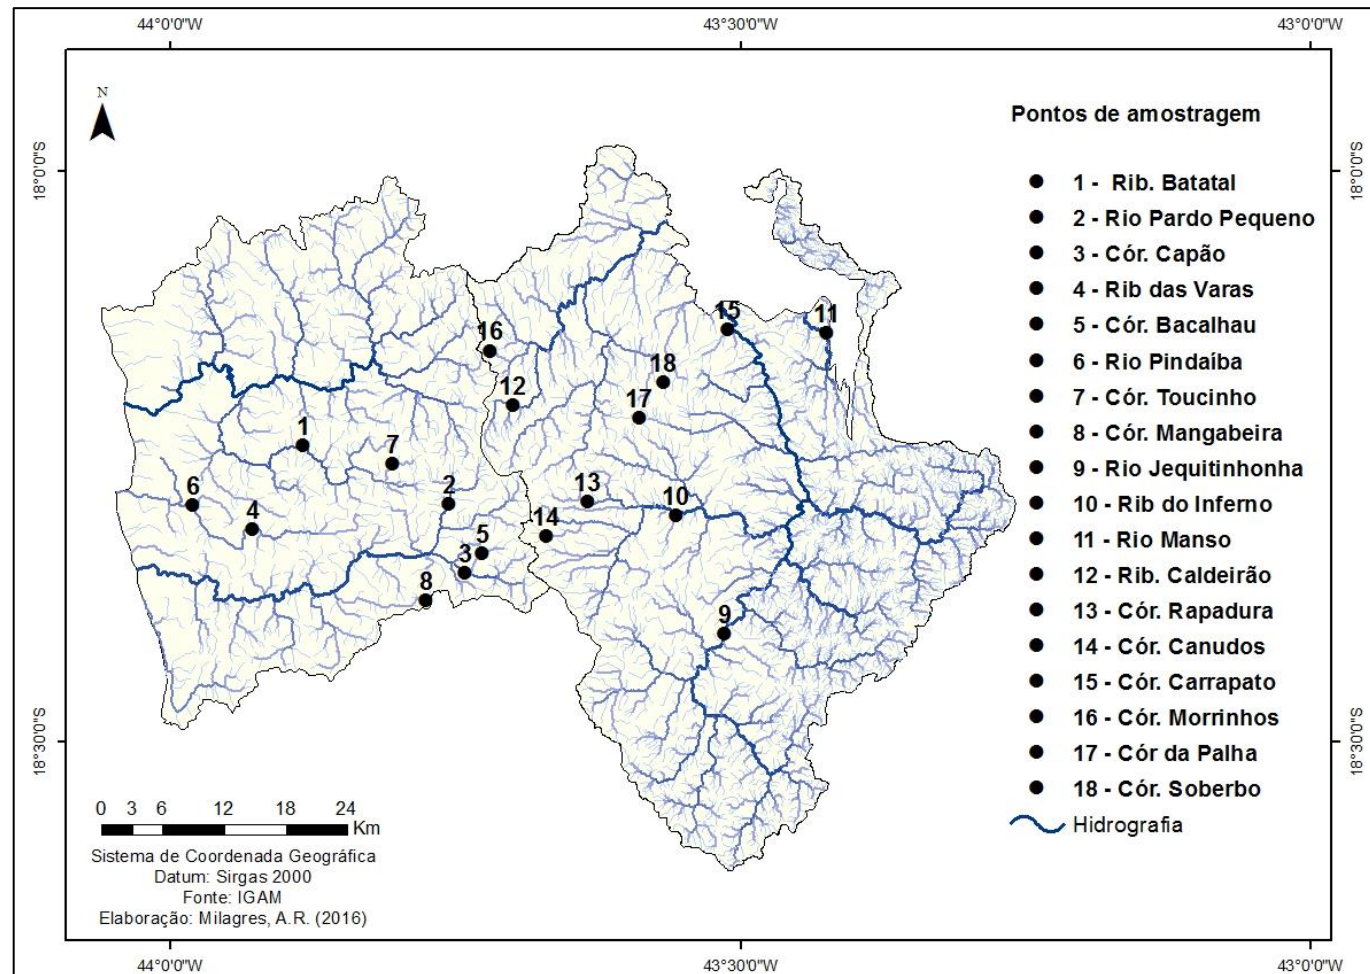 44°0'0"W 43°30'0"W 43°0'0"W
N
Pontos de amostragem
18°0'0"S 18°0'0"S
1 - Rib. Batatal
2 - Rio Pardo Pequeno
3 - Cór. Capão
4 - Rib das Varas
5 - Cór. Bacalhau
6 - Rio Pindaíba
7 - Cór. Toucinho
8 - Cór. Mangabeira
9 - Rio Jequitinhonha
10 - Rib do Inferno
11 - Rio Manso
12 - Rib. Caldeirão
13 - Cór. Rapadura
14 - Cór. Canudos
15 - Cór. Carrapato
16 - Cór. Morrinhos
17 - Cór da Palha
18 - Cór. Soberbo
Hidrografia
15 11
16
18
12
17
1
7
6 2 13
10
4
14
5
3
8
9
18°30'0"S 18°30'0"S
0 3 6 12 18 24
Km
Sistema de Coordenada Geográfica
Datum: Sirgas 2000
Fonte: IGAM
Elaboração: Milagres, A.R. (2016)
44°0'0"W 43°30'0"W 43°0'0"W